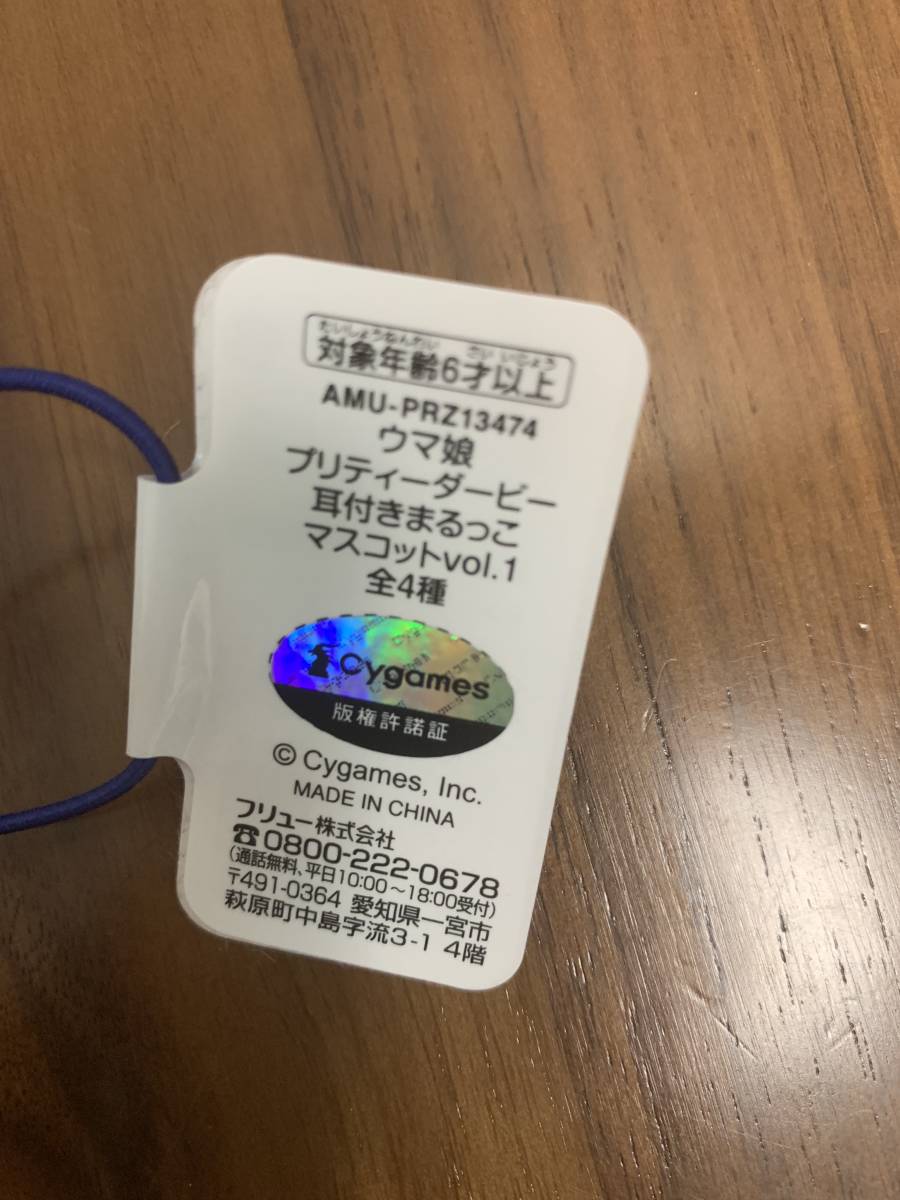 たいしょうねんれい さい いじょう
対象年齢6才以上
AMU-PRZ13474
ウマ娘
プリティーダービー
耳付きまるっこ
マスコットvol.1
全4種
Cygames
版権許諾証
© Cygames, Inc.
MADE IN CHINA
フリュー株式会社
☎0800-222-0678
(通話無料、平日10:00〜18:00受付)
〒491-0364 愛知県一宮市
萩原町中島字流3-1 4階